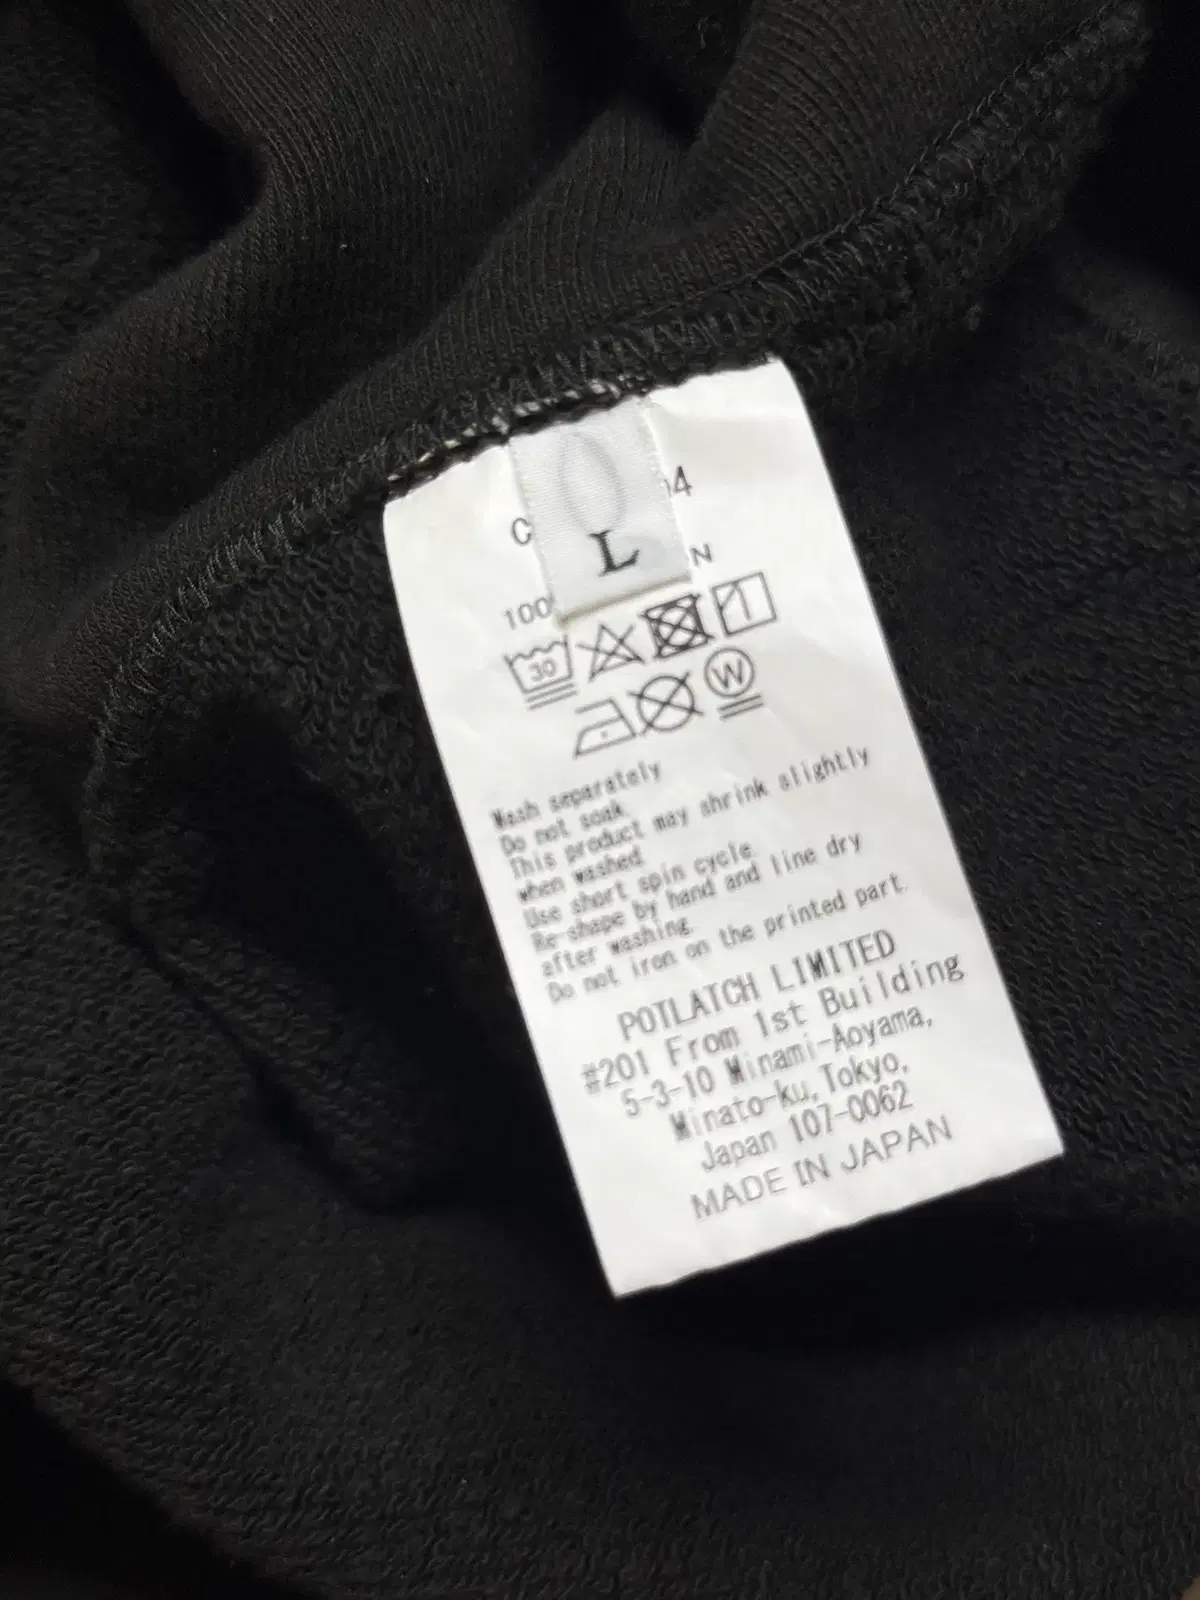 L
100
30
W
Wash separately
Do not soak.
This product may shrink slightly
when washed.
Use short spin cycle.
Re-shape by hand and line dry
after washing.
Do not iron on the printed part.
POTLATCH LIMITED
#201 From 1st Building
5-3-10 Minami-Aoyama,
Minato-ku, Tokyo,
Japan 107-0062
MADE IN JAPAN